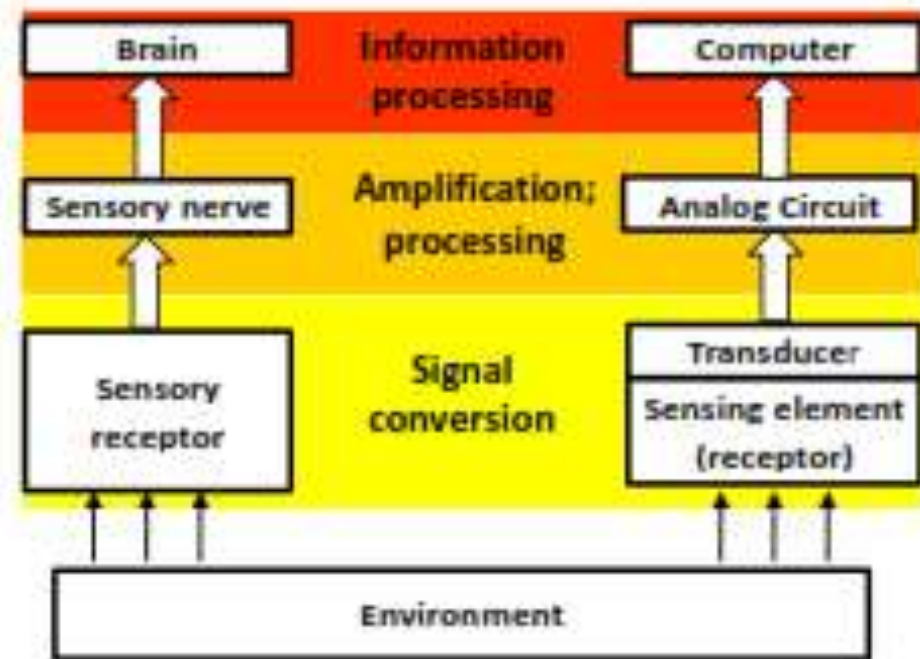 Brain
Information
processing
Computer
Sensory nerve
Amplification;
processing
Analog Circuit
Sensory
receptor
Signal
conversion
Transducer
Sensing element
(receptor)
Environment